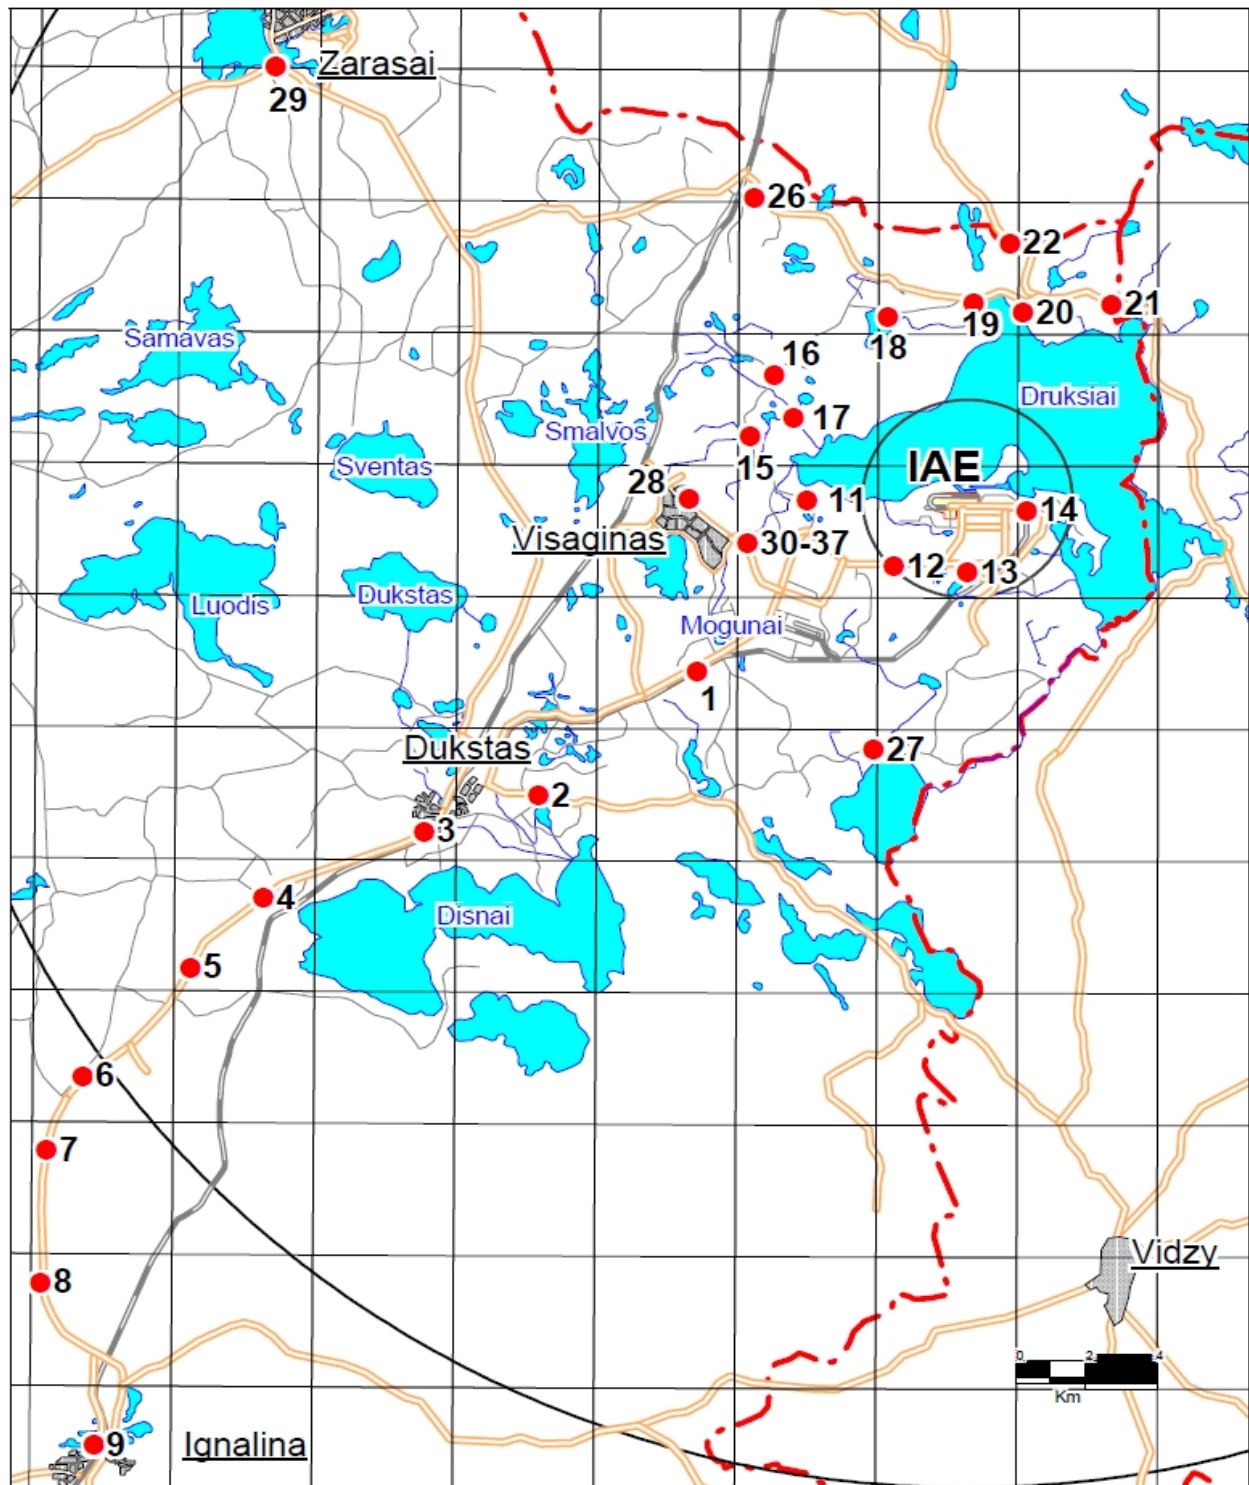 Zarasai
29
26
22
21
20
19
18
Samavas
16
Druksiai
17
Smalvos
15
Sventas
IAE
28
11
14
Visaginas
30-37
12
13
Dukstas
Luodis
Mogunai
1
Dukstas
27
2
3
4
Disnai
5
6
7
Vidzy
8
0 2 4
Km
9
Ignalina